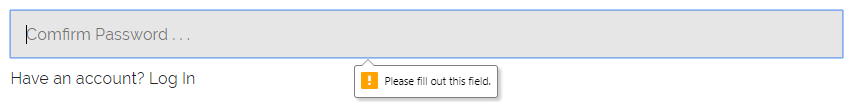 Comfirm Password . . .
Please fill out this field.
Have an account? Log In